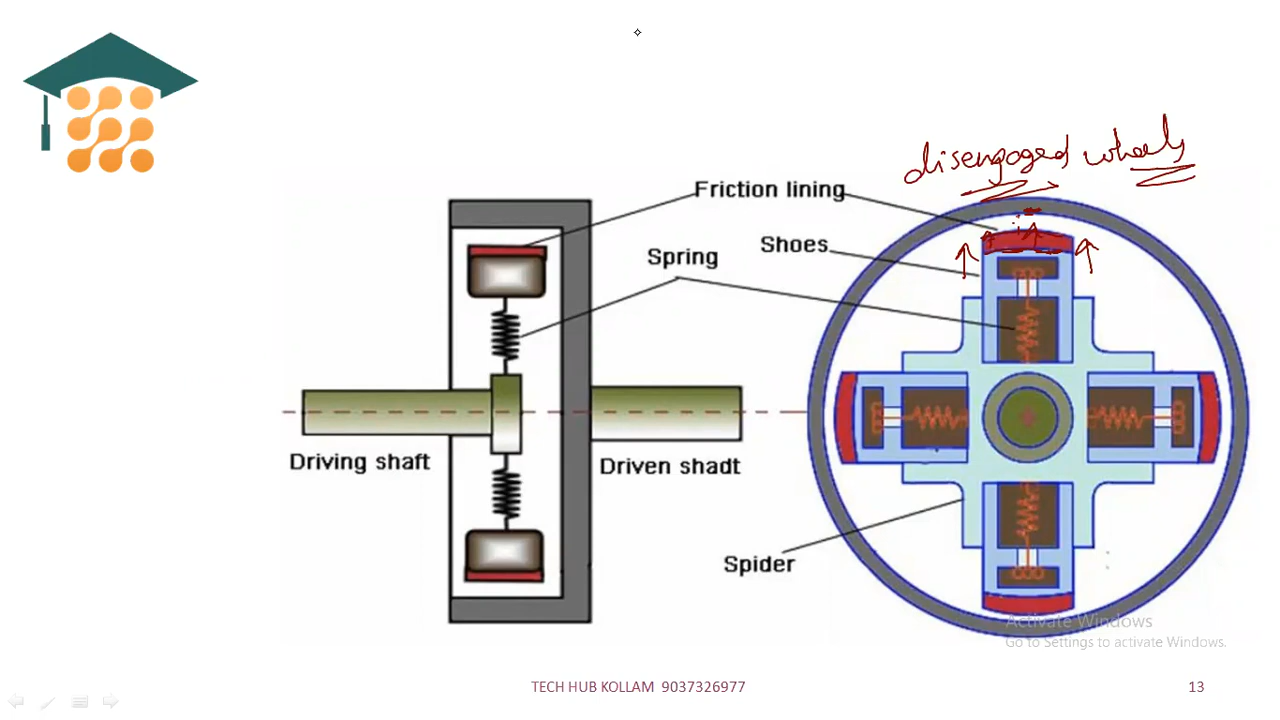 disengaged wheels
Friction lining
Shoes
Spring
Driving shaft
Driven shadt
Spider
Activate Windows
Go to Settings to activate Windows.
TECH HUB KOLLAM 9037326977
13